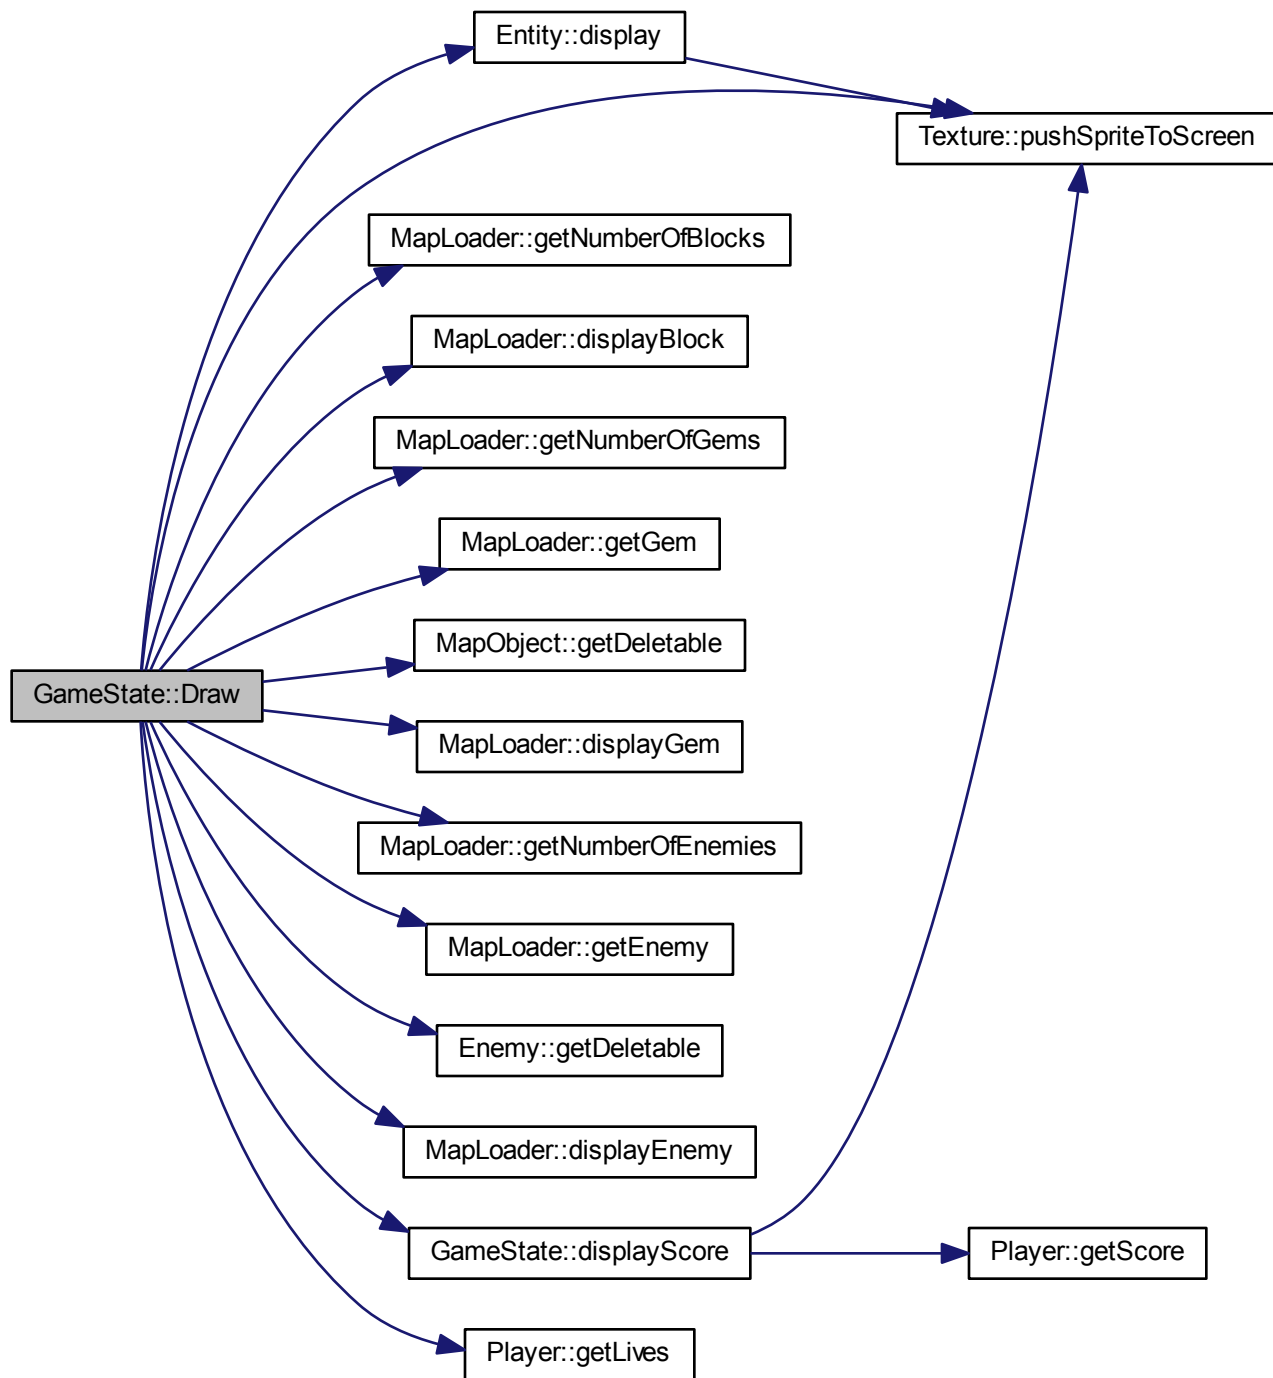 Entity::display
Texture::pushSpriteToScreen
MapLoader::getNumberOfBlocks
MapLoader::displayBlock
MapLoader::getNumberOfGems
MapLoader::getGem
MapObject::getDeletable
GameState::Draw
MapLoader::displayGem
MapLoader::getNumberOfEnemies
MapLoader::getEnemy
Enemy::getDeletable
MapLoader::displayEnemy
GameState::displayScore
Player::getScore
Player::getLives